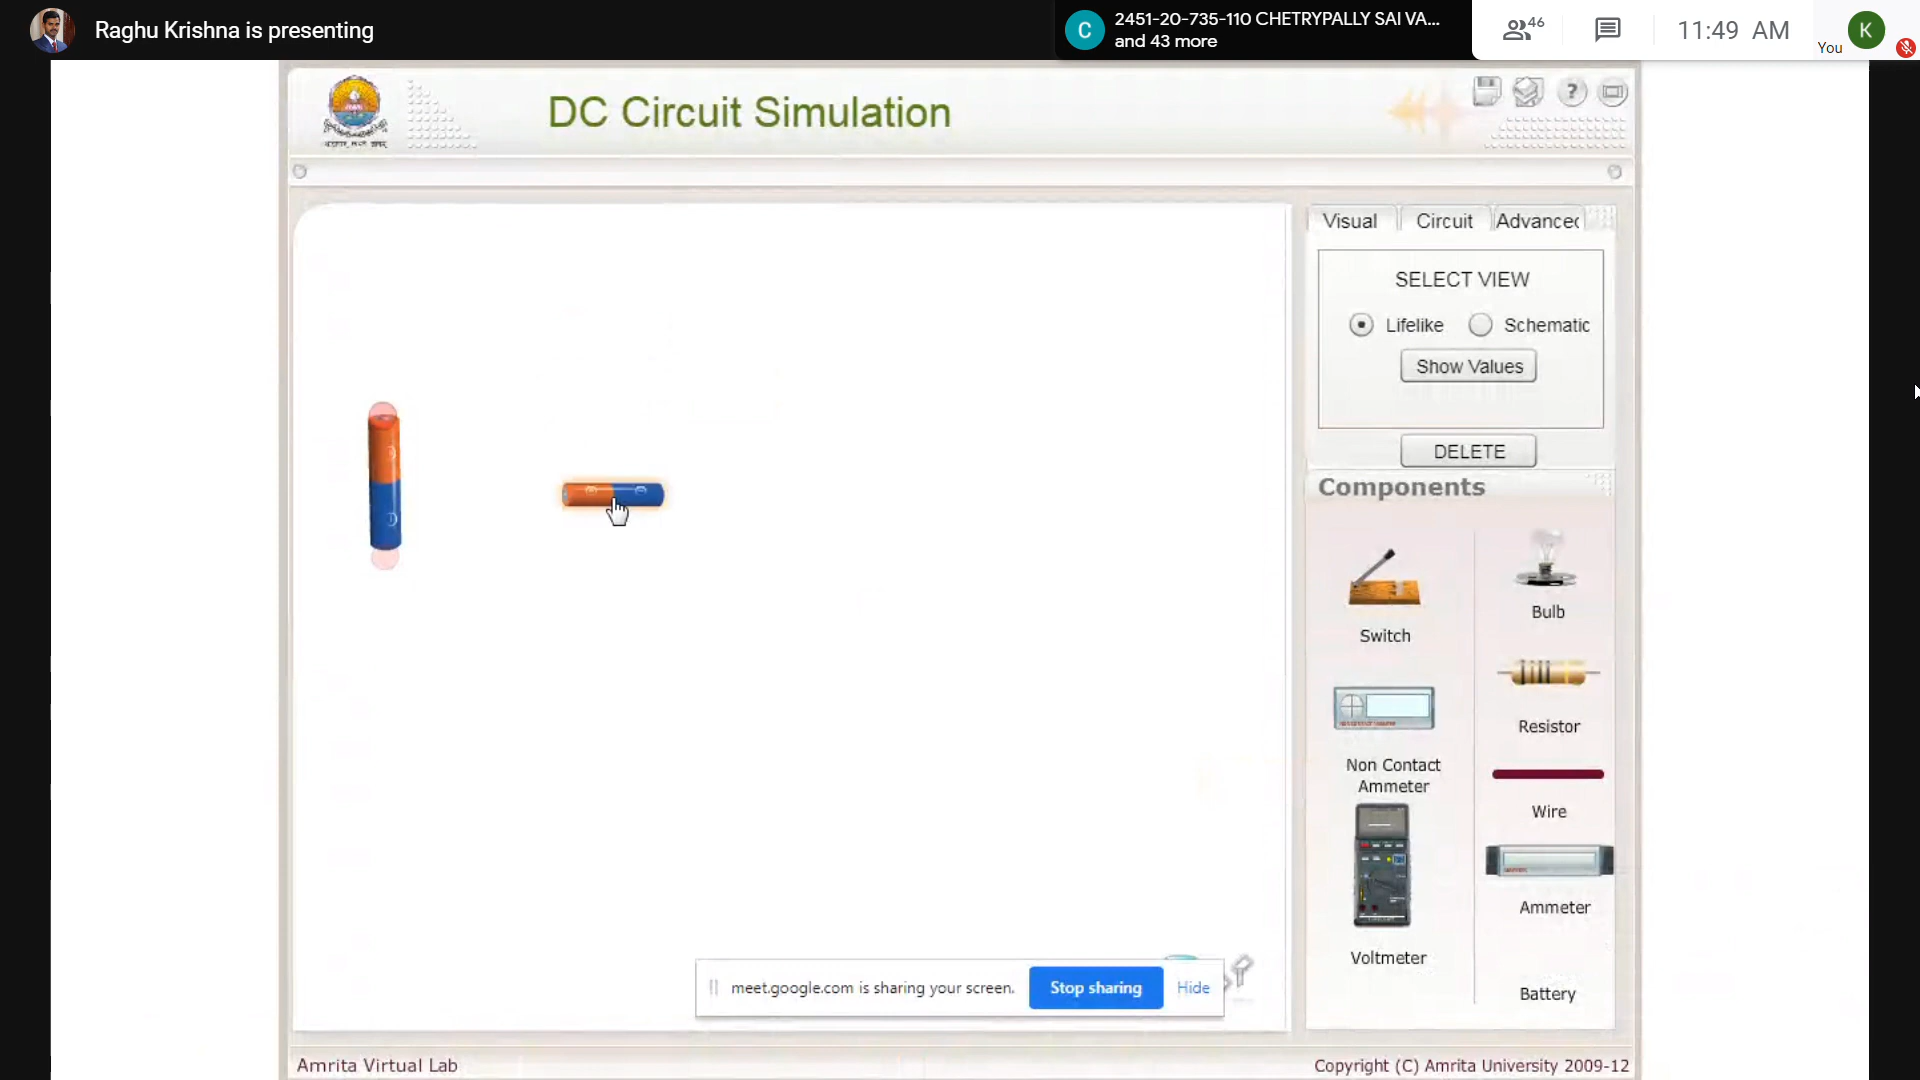 Raghu Krishna is presenting
C
2451-20-735-110 CHETRYPALLY SAI VA...
and 43 more
46
11:49 AM
You
K
DC Circuit Simulation
?
Visual
Circuit
Advanced
SELECT VIEW
Lifelike
Schematic
Show Values
DELETE
Components
Switch
Bulb
Resistor
Non Contact
Ammeter
Wire
Ammeter
Voltmeter
Battery
meet.google.com is sharing your screen.
Stop sharing
Hide
Amrita Virtual Lab
Copyright (C) Amrita University 2009-12